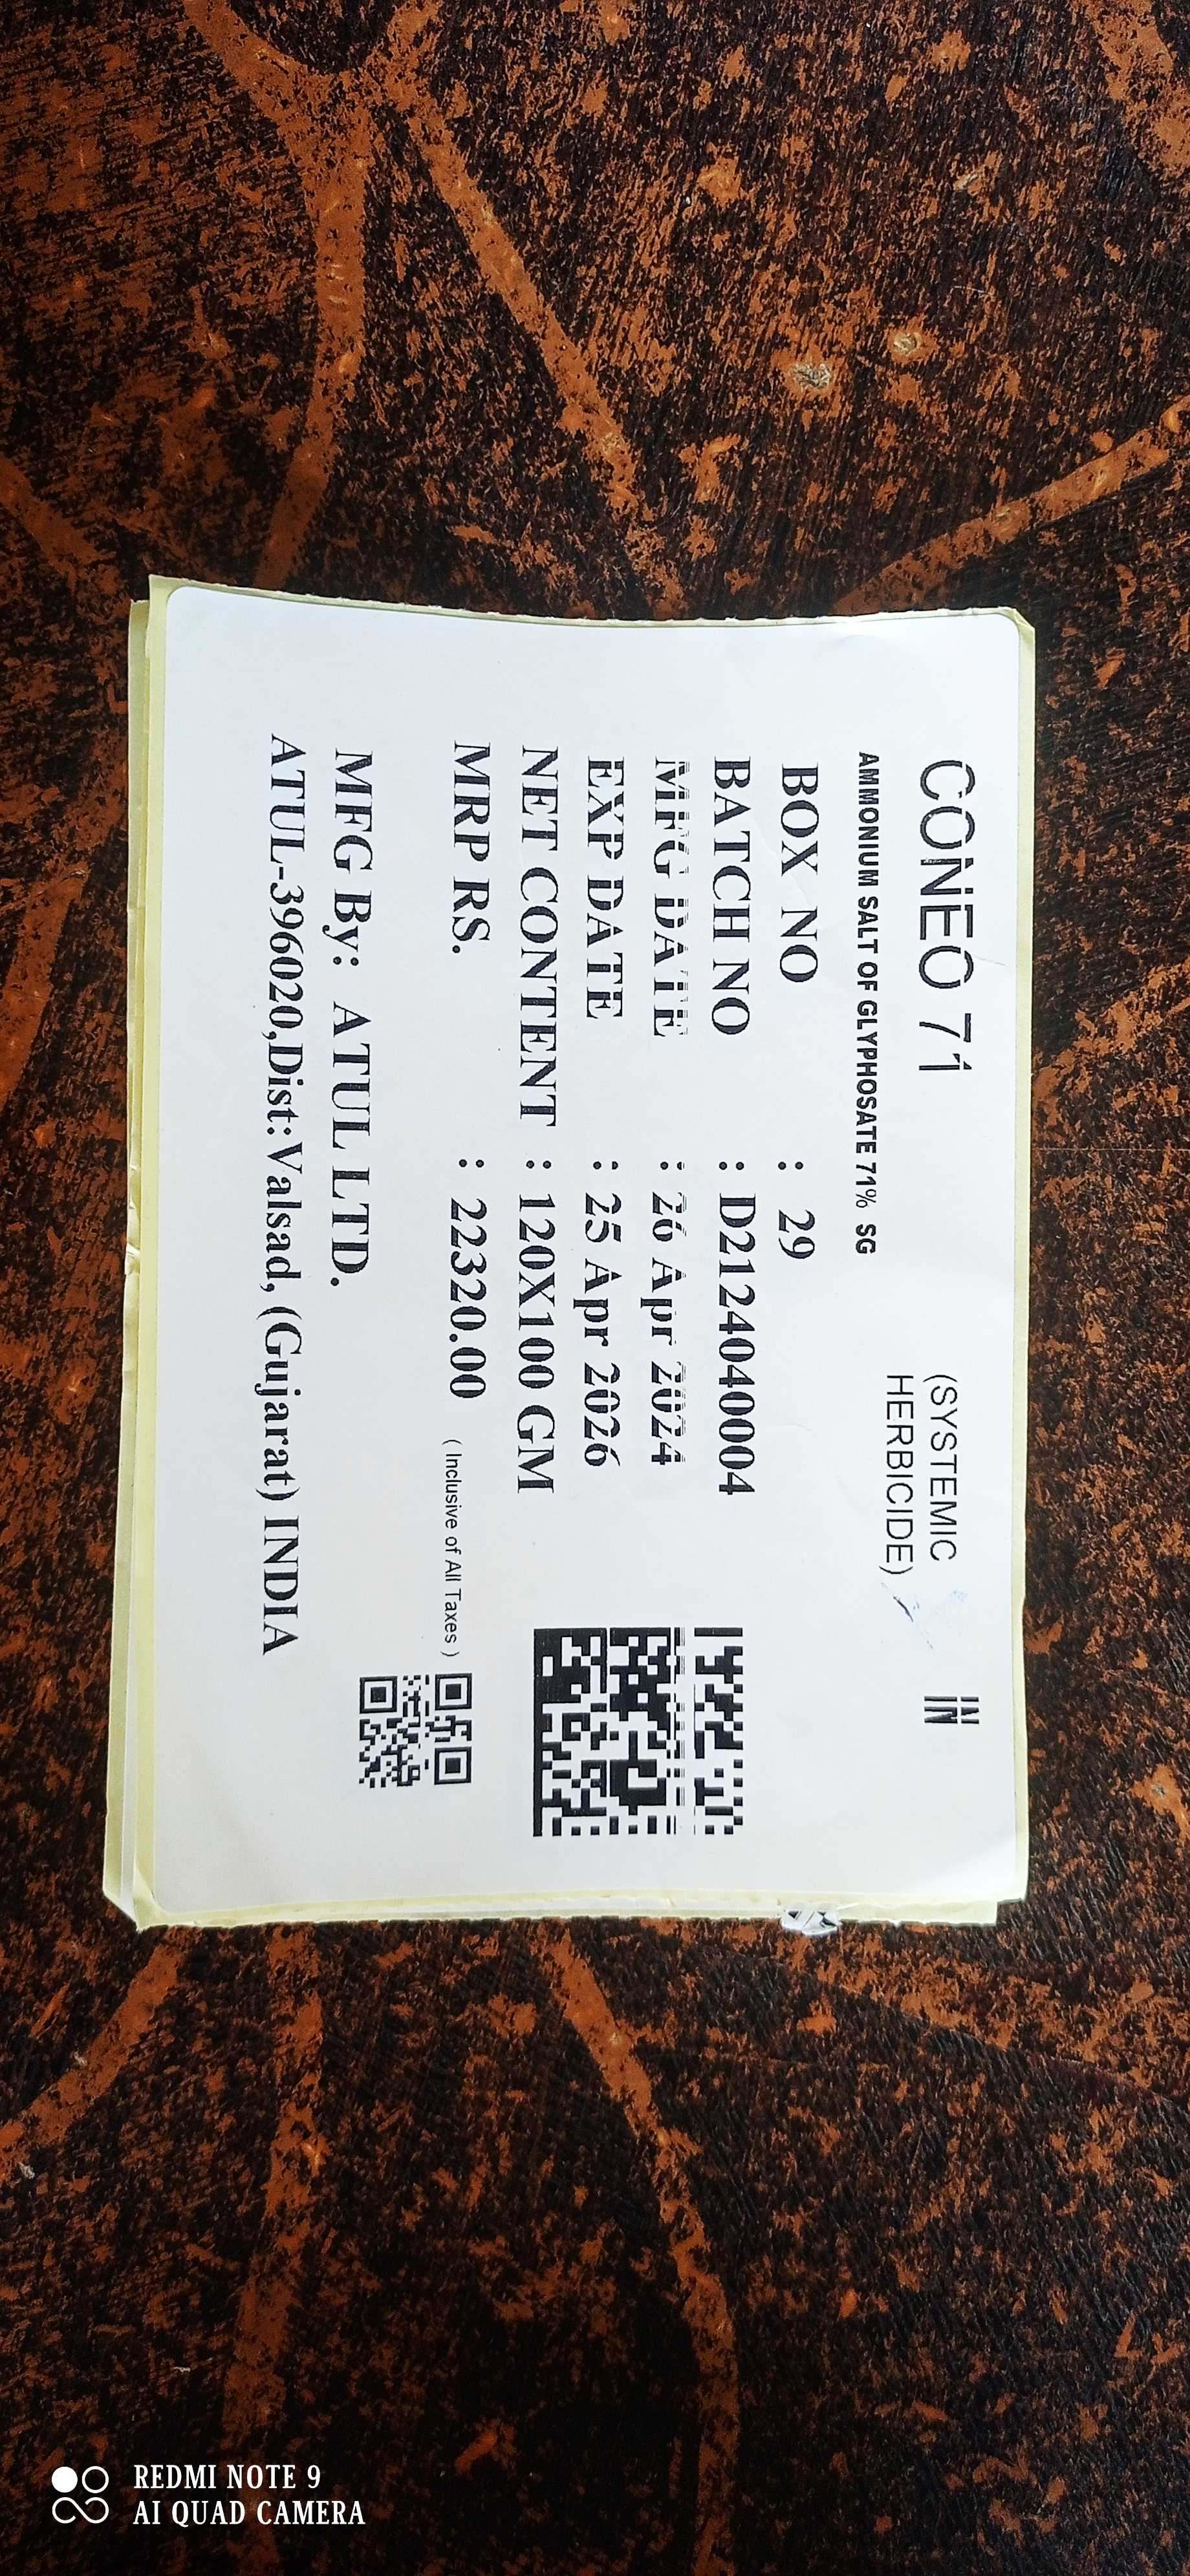 CONEO 71
(SYSTEMIC HERBICIDE)
IN
AMMONIUM SALT OF GLYPHOSATE 71% SG
BOX NO : 29
BATCH NO : D2124040004
MFG DATE : 26 Apr 2024
EXP DATE : 25 Apr 2026
NET CONTENT : 120X100 GM
MRP RS. : 22320.00 ( Inclusive of All Taxes )
MFG By: ATUL LTD.
ATUL-396020,Dist:Valsad, (Gujarat) INDIA
REDMI NOTE 9
AI QUAD CAMERA